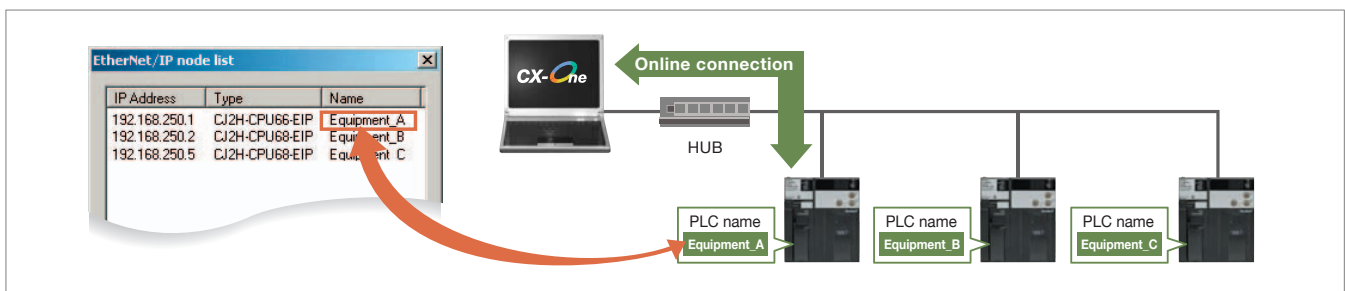 EtherNet/IP node list
IP Address Type Name
192.168.250.1 CJ2H-CPU66-EIP Equipment_A
192.168.250.2 CJ2H-CPU68-EIP Equipment_B
192.168.250.5 CJ2H-CPU68-EIP Equipment_C
CX-One
Online connection
HUB
PLC name
Equipment_A
PLC name
Equipment_B
PLC name
Equipment_C